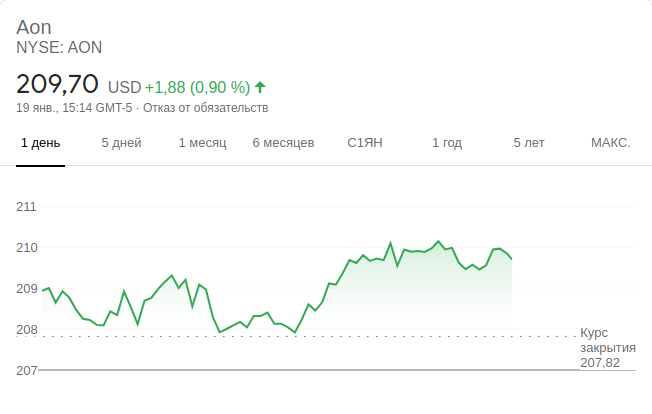 Aon
NYSE: AON
209,70 USD +1,88 (0,90 %)
19 янв., 15:14 GMT-5 · Отказ от обязательств
1 день 5 дней 1 месяц 6 месяцев С1ЯН 1 год 5 лет МАКС.
211
210
209
208
Курс
закрытия
207,82
207